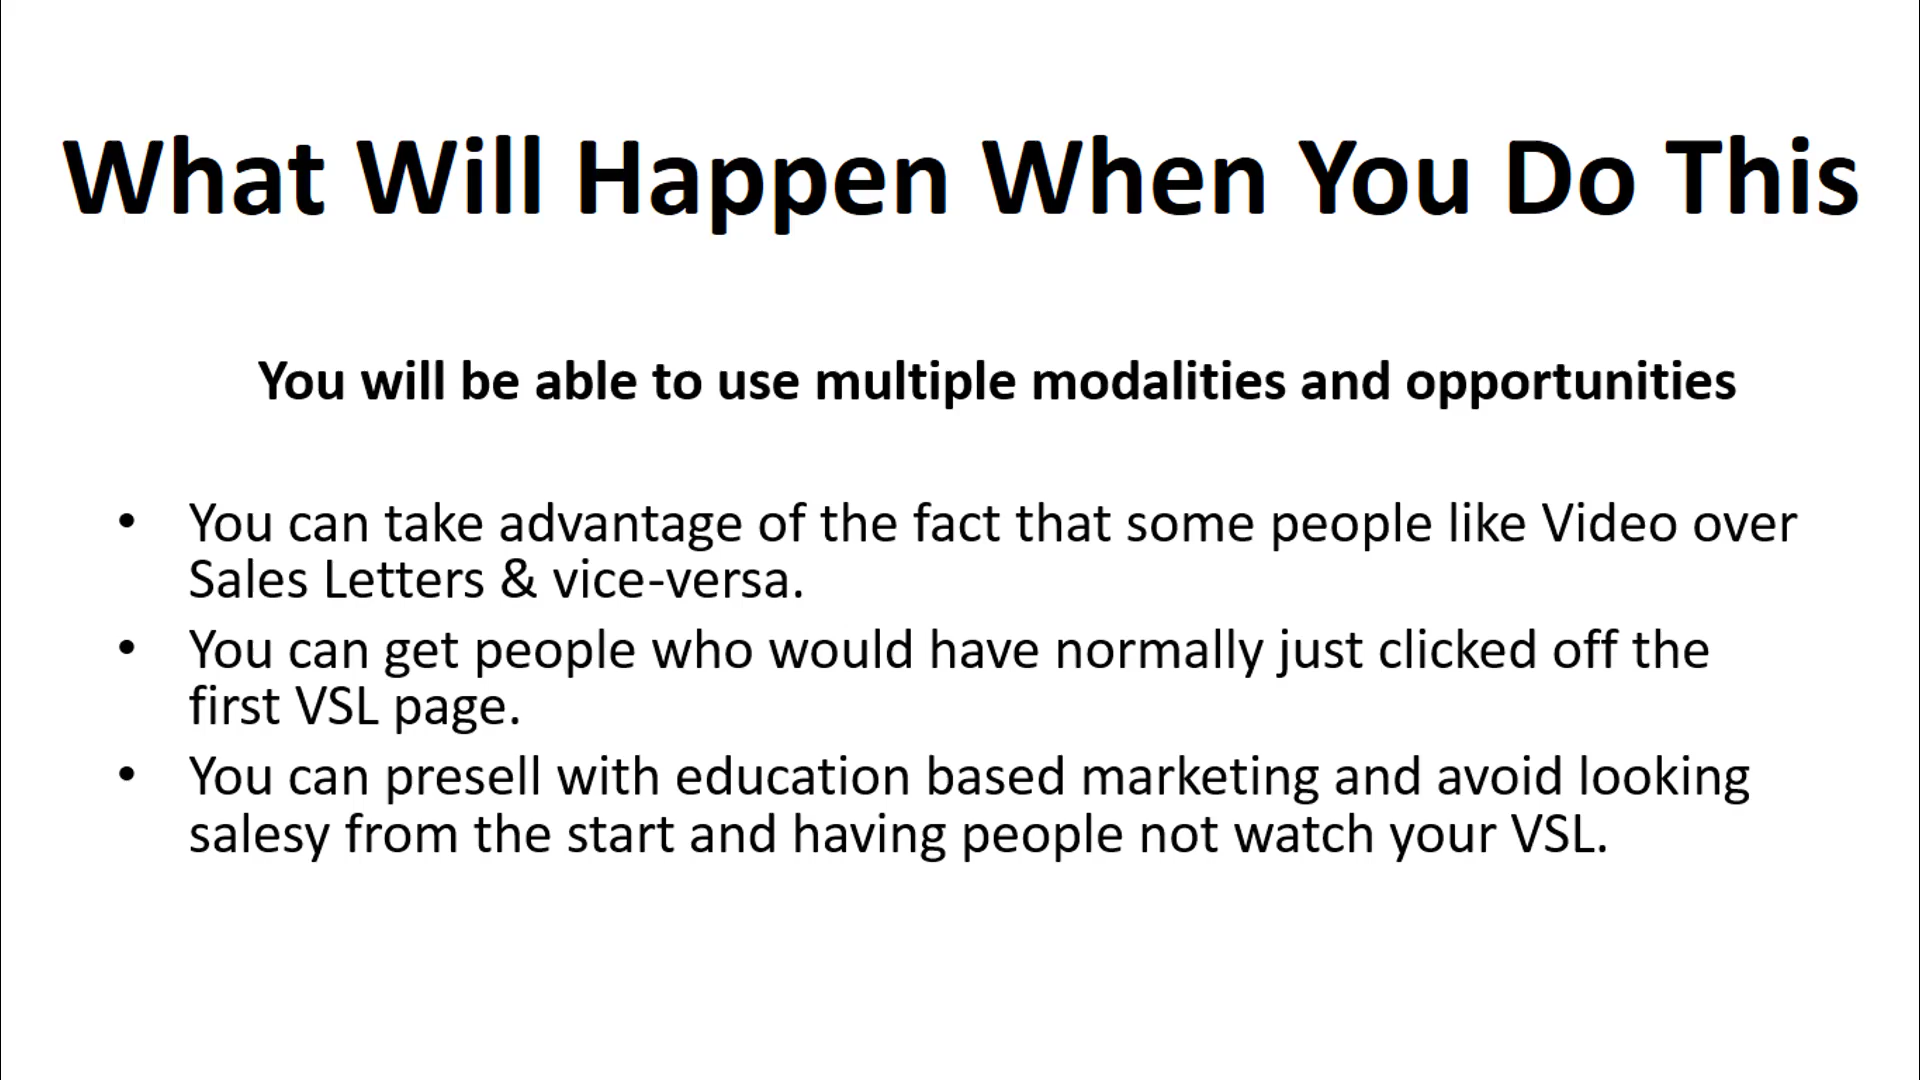 What Will Happen When You Do This
You will be able to use multiple modalities and opportunities
• You can take advantage of the fact that some people like Video over
Sales Letters & vice-versa.
• You can get people who would have normally just clicked off the
first VSL page.
• You can presell with education based marketing and avoid looking
salesy from the start and having people not watch your VSL.